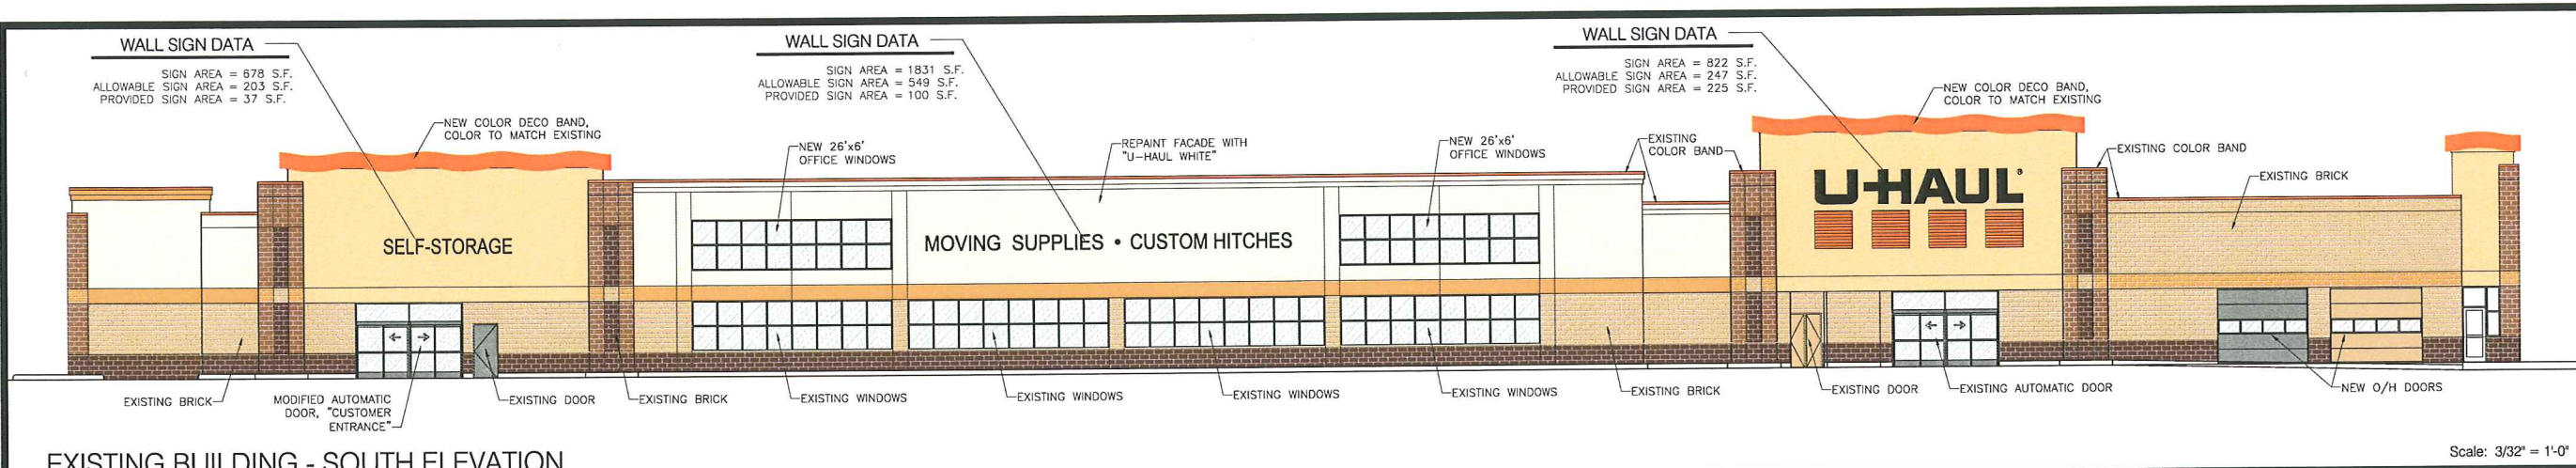 WALL SIGN DATA
SIGN AREA = 678 S.F.
ALLOWABLE SIGN AREA = 203 S.F.
PROVIDED SIGN AREA = 37 S.F.
WALL SIGN DATA
SIGN AREA = 1831 S.F.
ALLOWABLE SIGN AREA = 549 S.F.
PROVIDED SIGN AREA = 100 S.F.
WALL SIGN DATA
SIGN AREA = 822 S.F.
ALLOWABLE SIGN AREA = 247 S.F.
PROVIDED SIGN AREA = 225 S.F.
NEW COLOR DECO BAND,
COLOR TO MATCH EXISTING
NEW 26'x6'
OFFICE WINDOWS
REPAINT FACADE WITH
"U-HAUL WHITE"
NEW 26'x6'
OFFICE WINDOWS
EXISTING
COLOR BAND
NEW COLOR DECO BAND,
COLOR TO MATCH EXISTING
EXISTING COLOR BAND
EXISTING BRICK
SELF-STORAGE
MOVING SUPPLIES • CUSTOM HITCHES
U-HAUL®
EXISTING BRICK
MODIFIED AUTOMATIC
DOOR, "CUSTOMER
ENTRANCE"
EXISTING DOOR
EXISTING BRICK
EXISTING WINDOWS
EXISTING WINDOWS
EXISTING WINDOWS
EXISTING WINDOWS
EXISTING BRICK
EXISTING DOOR
EXISTING AUTOMATIC DOOR
NEW O/H DOORS
EXISTING BUILDING - SOUTH ELEVATION
Scale: 3/32" = 1'-0"